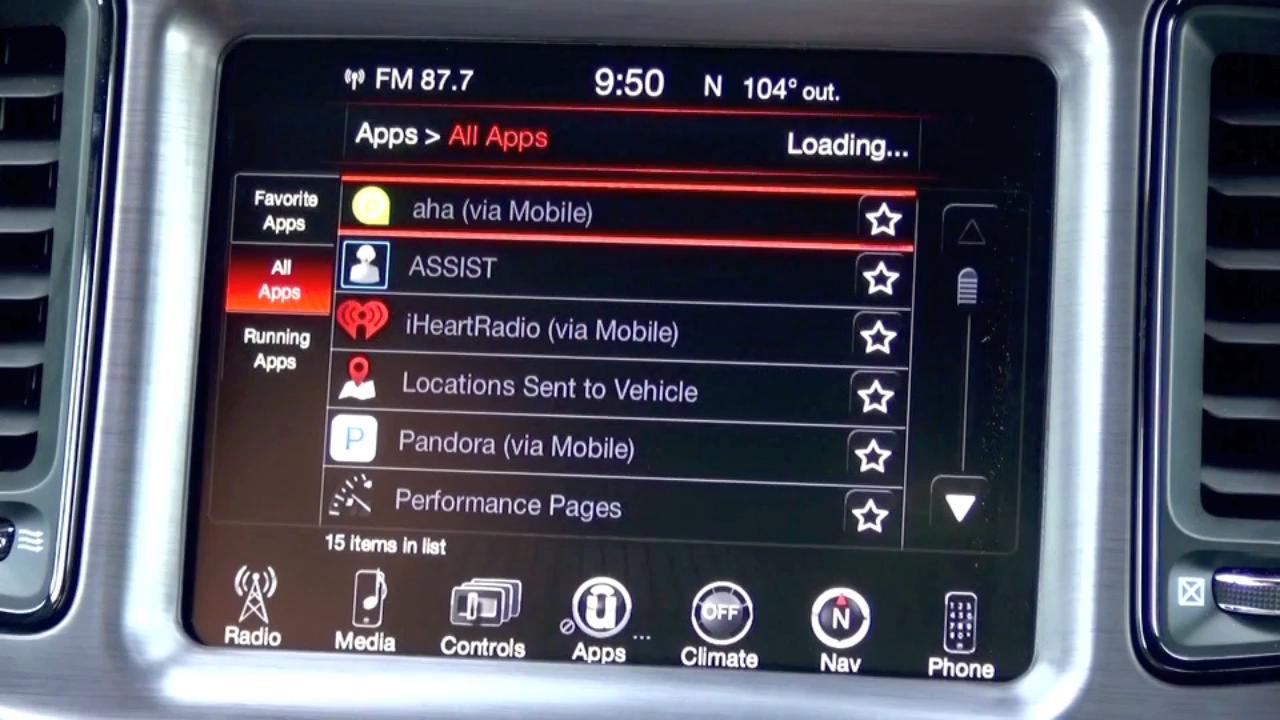 FM 87.7 9:50 N 104° out.
Apps > All Apps Loading...
Favorite
Apps
All
Apps
Running
Apps
aha (via Mobile)
ASSIST
iHeartRadio (via Mobile)
Locations Sent to Vehicle
P Pandora (via Mobile)
Performance Pages
15 items in list
Radio
Media
Controls
ū Apps ...
OFF Climate
N Nav
Phone